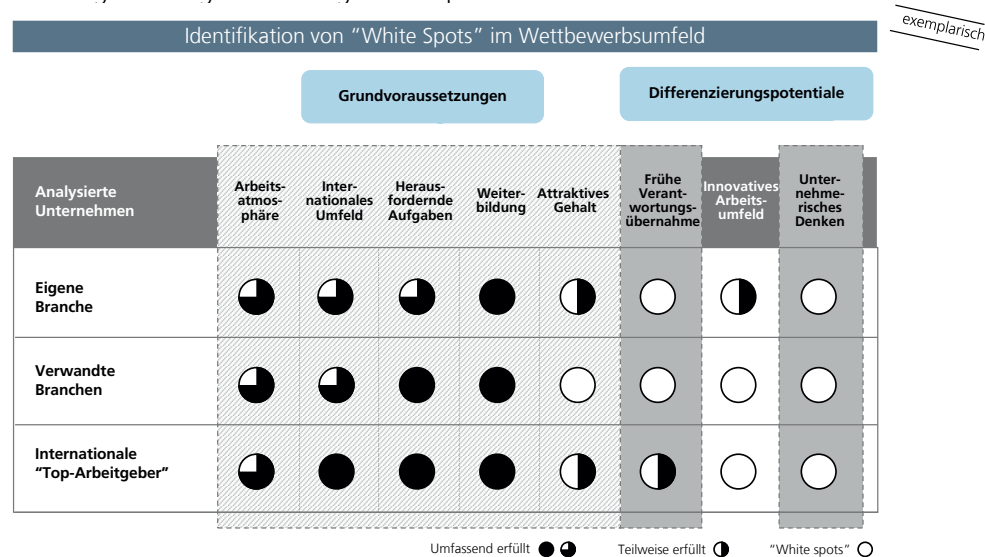 Identifikation von “White Spots” im Wettbewerbsumfeld
exemplarisch
Grundvoraussetzungen
Differenzierungspotentiale
Analysierte
Unternehmen
Arbeits-
atmos-
phäre
Inter-
nationales
Umfeld
Heraus-
fordernde
Aufgaben
Weiter-
bildung
Attraktives
Gehalt
Frühe
Verant-
wortungs-
übernahme
Innovatives
Arbeits-
umfeld
Unter-
nehme-
risches
Denken
Eigene
Branche
Verwandte
Branchen
Internationale
“Top-Arbeitgeber”
Umfassend erfüllt
Teilweise erfüllt
“White spots”